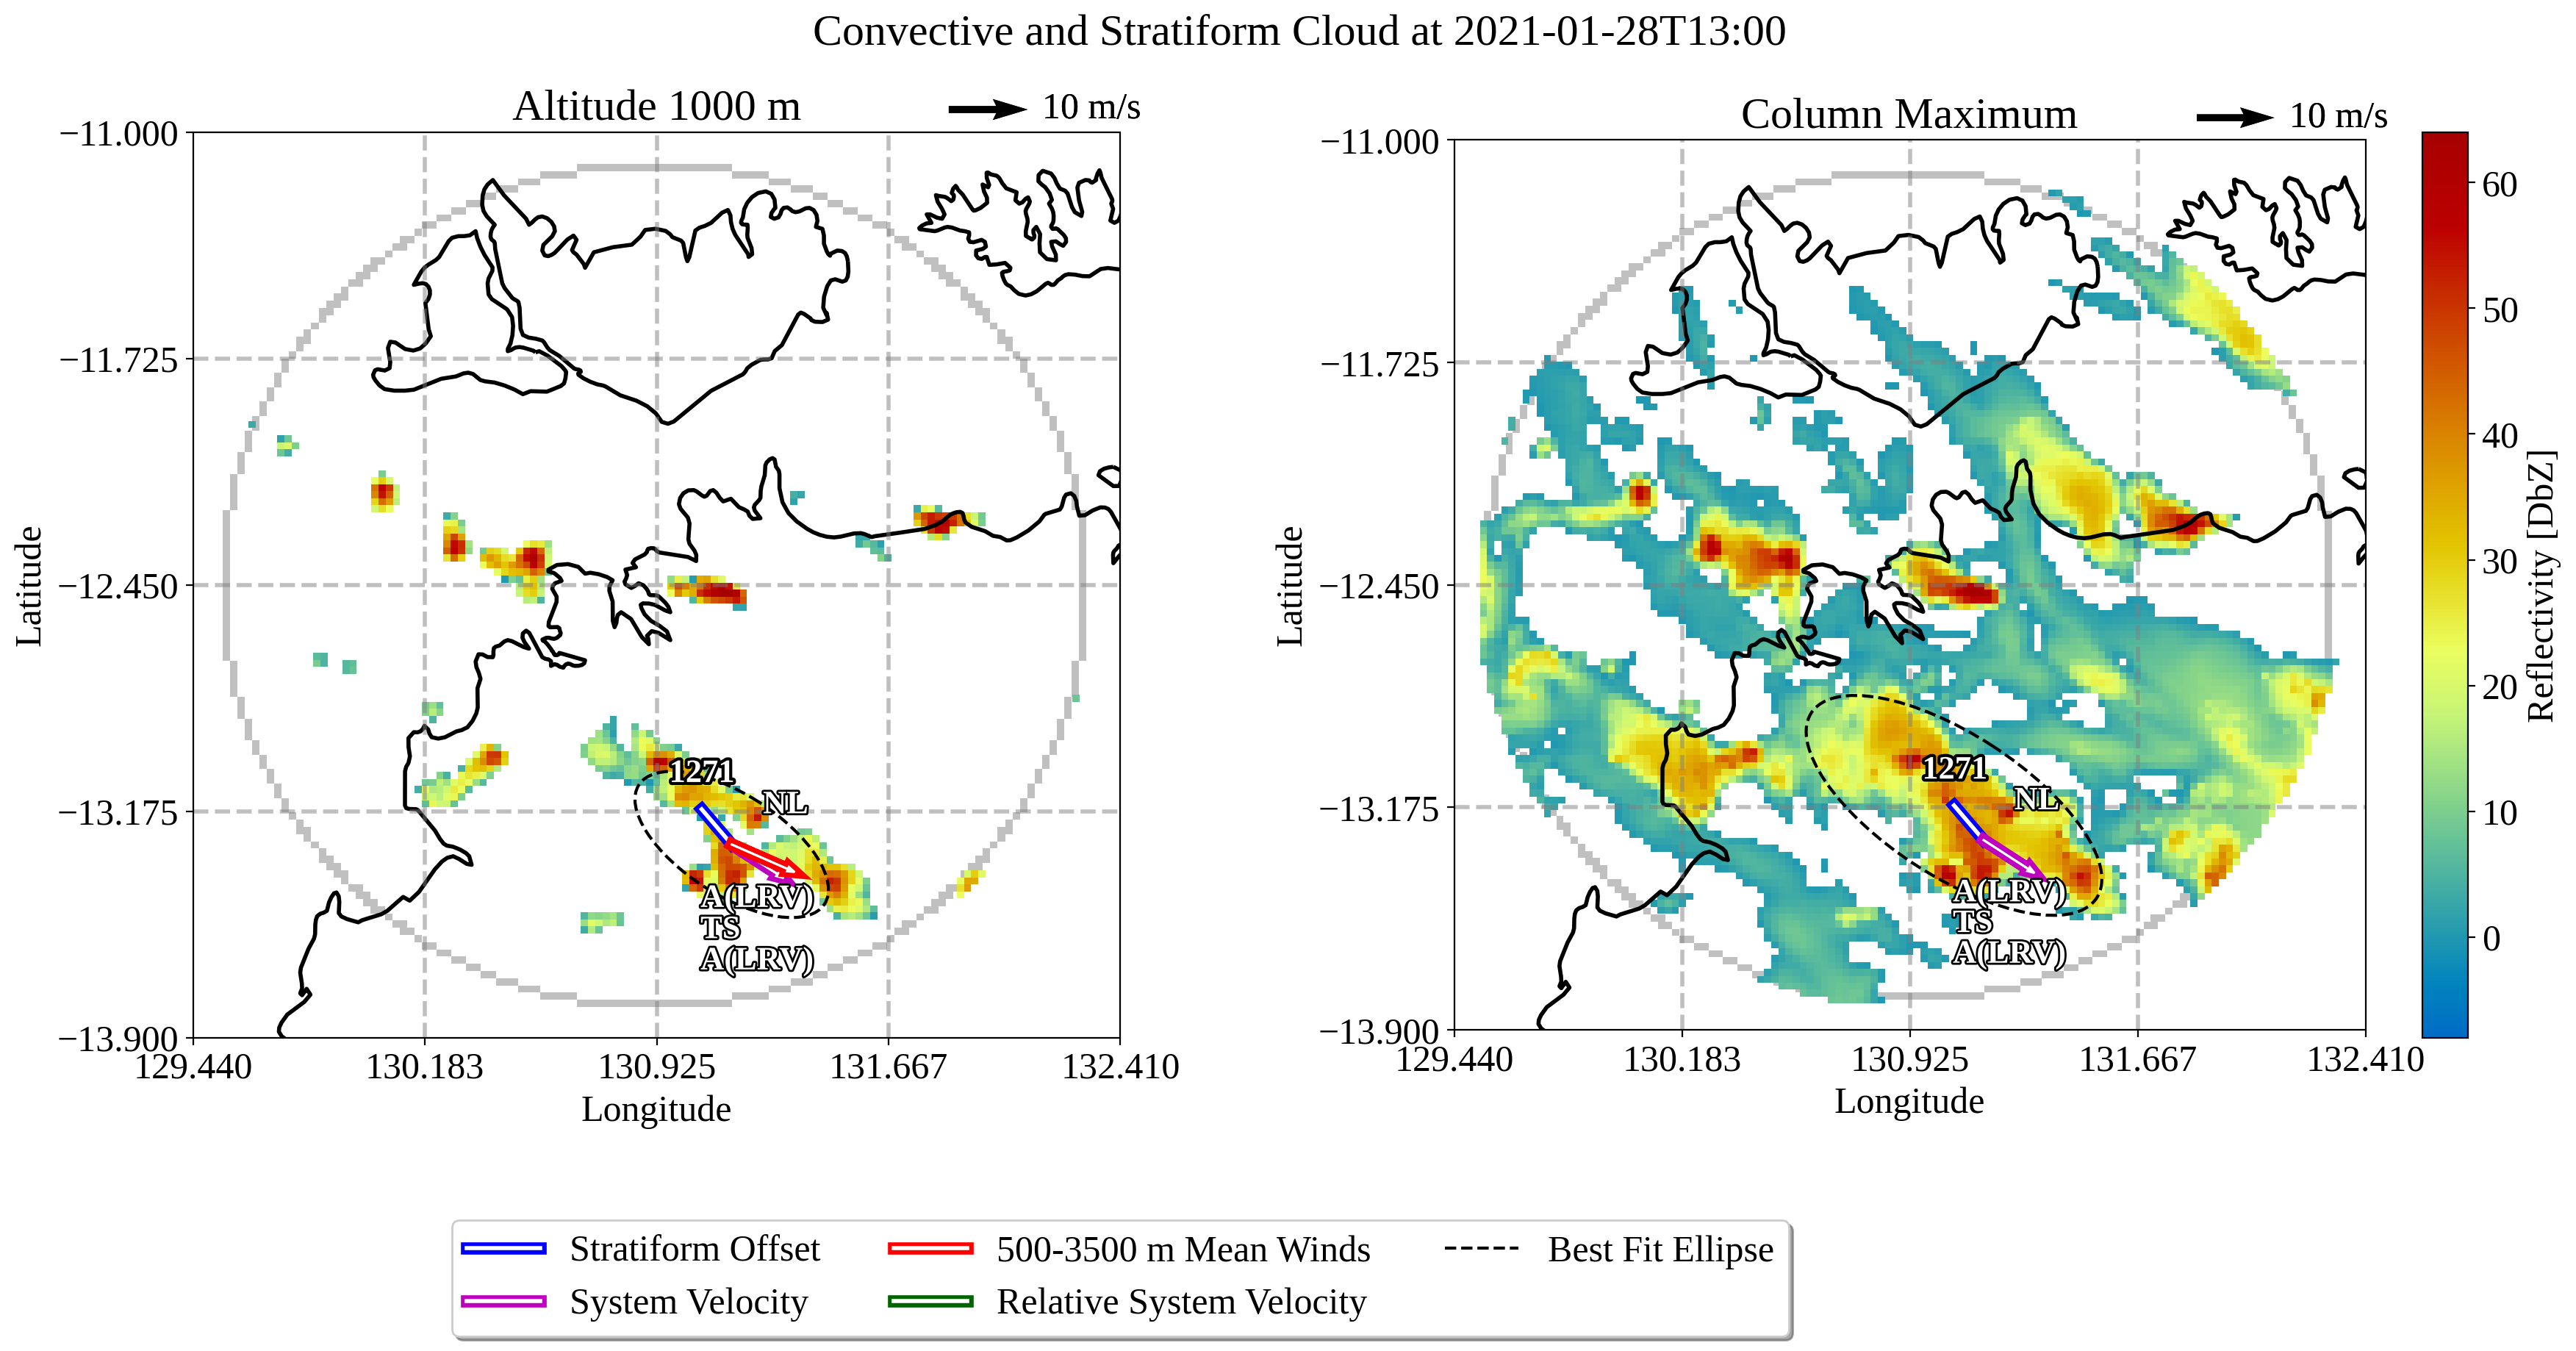 Convective and Stratiform Cloud at 2021-01-28T13:00
Altitude 1000 m
10 m/s
−11.000
−11.725
−12.450
−13.175
−13.900
129.440
130.183
130.925
131.667
132.410
Latitude
Longitude
1271
NL
A(LRV)
TS
A(LRV)
Column Maximum
10 m/s
−11.000
−11.725
−12.450
−13.175
−13.900
129.440
130.183
130.925
131.667
132.410
Latitude
Longitude
1271
NL
A(LRV)
TS
A(LRV)
60
50
40
30
20
10
0
Reflectivity [DbZ]
Stratiform Offset
System Velocity
500-3500 m Mean Winds
Relative System Velocity
Best Fit Ellipse